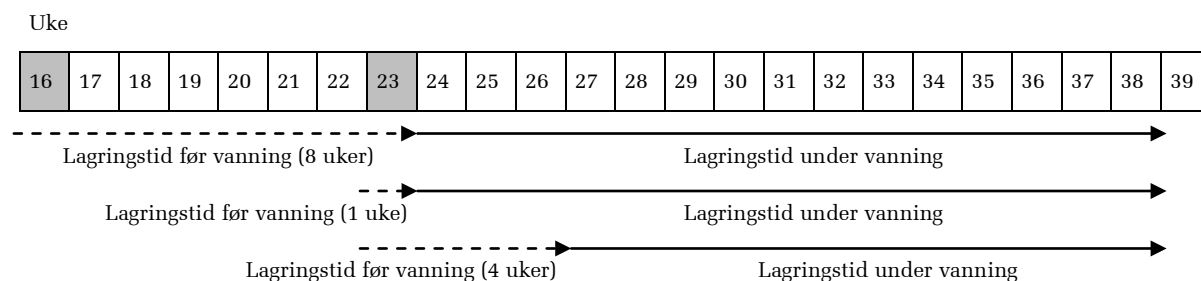 Uke
16 17 18 19 20 21 22 23 24 25 26 27 28 29 30 31 32 33 34 35 36 37 38 39
Lagringstid før vanning (8 uker) Lagringstid under vanning
Lagringstid før vanning (1 uke) Lagringstid under vanning
Lagringstid før vanning (4 uker) Lagringstid under vanning